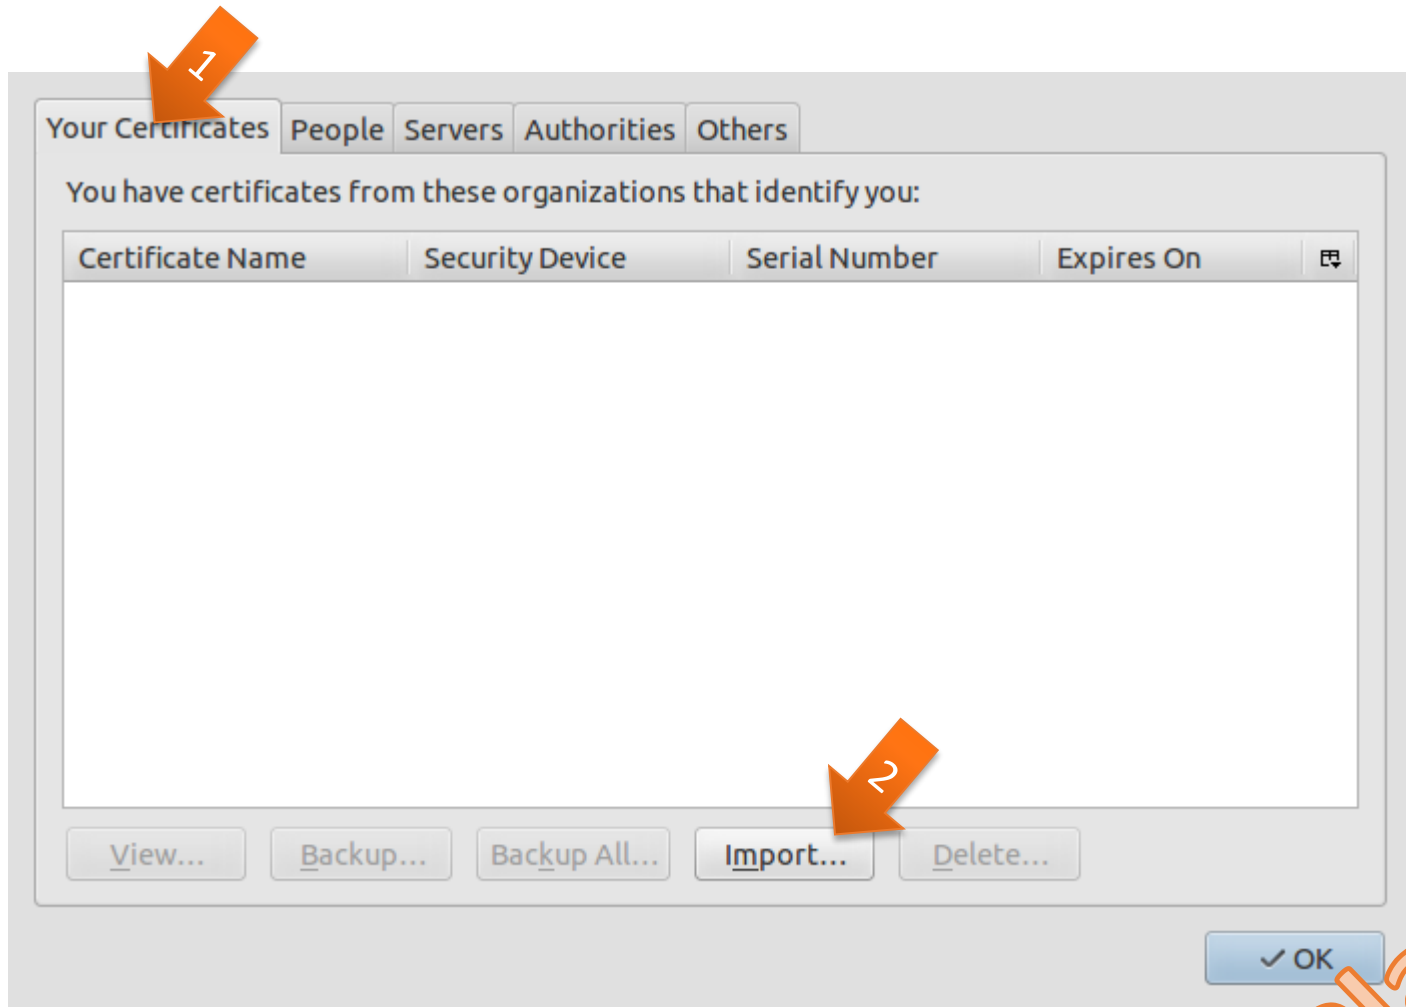 1
Your Certificates People Servers Authorities Others
You have certificates from these organizations that identify you:
Certificate Name Security Device Serial Number Expires On
2
View... Backup... Backup All... Import... Delete...
OK